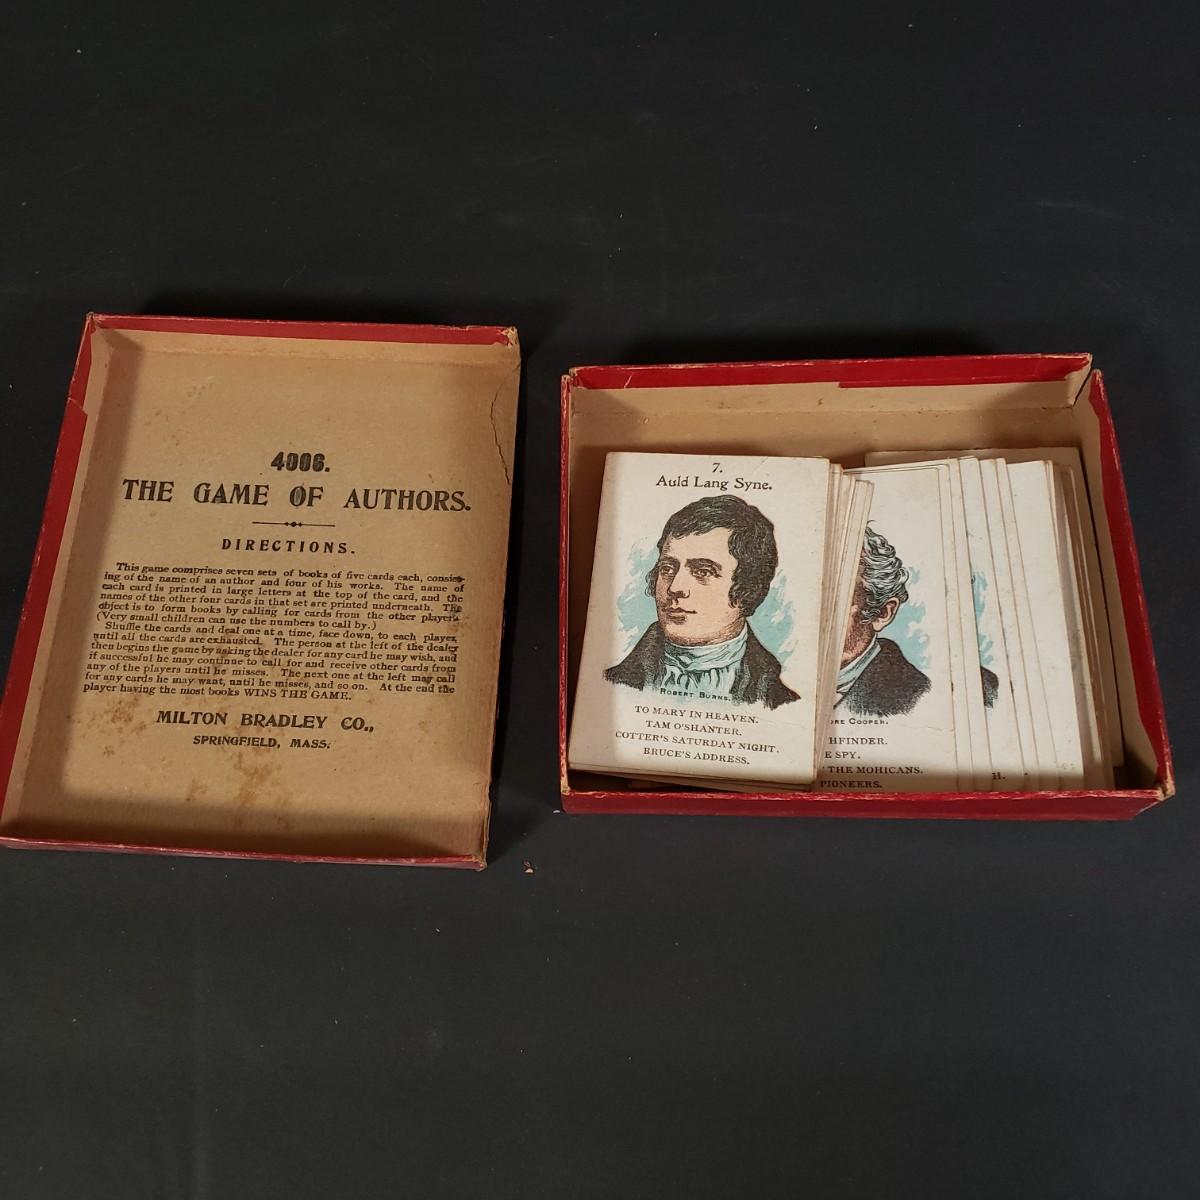 4006.
THE GAME OF AUTHORS.
DIRECTIONS.
This game comprises seven sets of books of five cards each, consist-
ing of the name of an author and four of his works. The name of
each card is printed in large letters at the top of the card, and the
names of the other four cards in that set are printed underneath. The
object is to form books by calling for cards from the other players.
(Very small children can use the numbers to call by.)
Shuffle the cards and deal one at a time, face down, to each player,
until all the cards are exhausted. The person at the left of the dealer
then begins the game by asking the dealer for any card he may wish, and
if successful he may continue to call for and receive other cards from
any of the players until he misses. The next one at the left may call
for any cards he may want, until he misses, and so on. At the end the
player having the most books WINS THE GAME.
MILTON BRADLEY CO.,
SPRINGFIELD, MASS.
7.
Auld Lang Syne.
ROBERT BURNS.
TO MARY IN HEAVEN.
TAM O'SHANTER.
COTTER'S SATURDAY NIGHT.
BRUCE'S ADDRESS.
ORE COOPER.
HFINDER.
E SPY.
THE MOHICANS.
PIONEERS.
H.